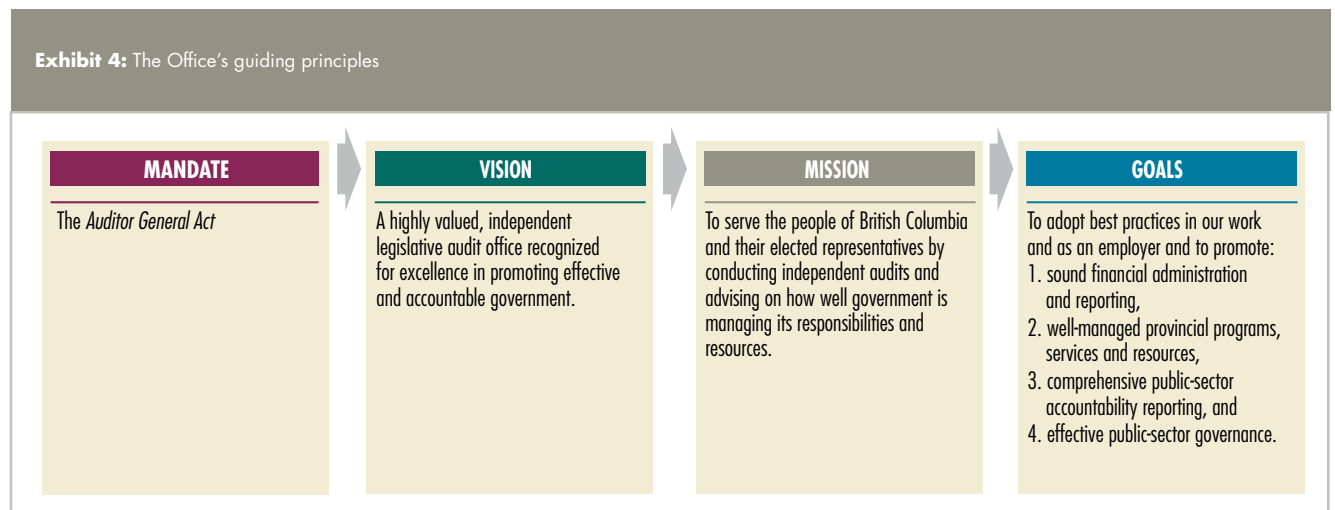 Exhibit 4: The Office's guiding principles
MANDATE
The Auditor General Act
VISION
A highly valued, independent
legislative audit office recognized
for excellence in promoting effective
and accountable government.
MISSION
To serve the people of British Columbia
and their elected representatives by
conducting independent audits and
advising on how well government is
managing its responsibilities and
resources.
GOALS
To adopt best practices in our work
and as an employer and to promote:
1. sound financial administration
and reporting,
2. well-managed provincial programs,
services and resources,
3. comprehensive public-sector
accountability reporting, and
4. effective public-sector governance.